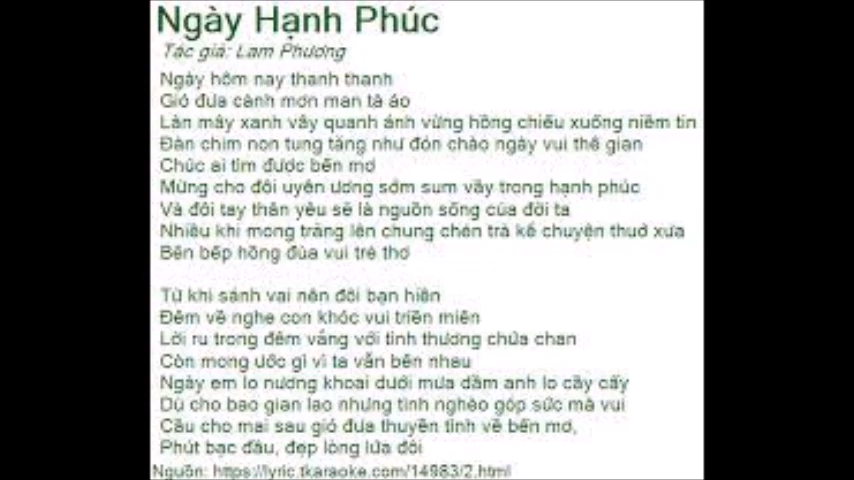 Ngày Hạnh Phúc
Tác giả: Lam Phương
Ngày hôm nay thanh thanh
Gió đưa cành mơn man tà áo
Làn mây xanh vây quanh ánh vừng hồng chiếu xuống niềm tin
Đàn chim non tung tăng như đón chào ngày vui thế gian
Chúc ai tìm được bến mơ
Mừng cho đôi uyên ương sớm sum vầy trong hạnh phúc
Và đôi tay thân yêu sẽ là nguồn sống của đời ta
Nhiều khi mong trăng lên chung chén trà kể chuyện thuở xưa
Bên bếp hồng đùa vui trẻ thơ
Từ khi sánh vai nên đôi bạn hiền
Đêm về nghe con khóc vui triền miên
Lời ru trong đêm vắng với tình thương chứa chan
Còn mong ước gì vì ta vẫn bên nhau
Ngày em lo nương khoai dưới mưa dầm anh lo cầy cấy
Dù cho bao gian lao nhưng tình nghèo góp sức mà vui
Cầu cho mai sau gió đưa thuyền tình về bến mơ,
Phút bạc đầu, đẹp lòng lứa đôi
Nguồn: https://lyric.tkaraoke.com/14983/2.html